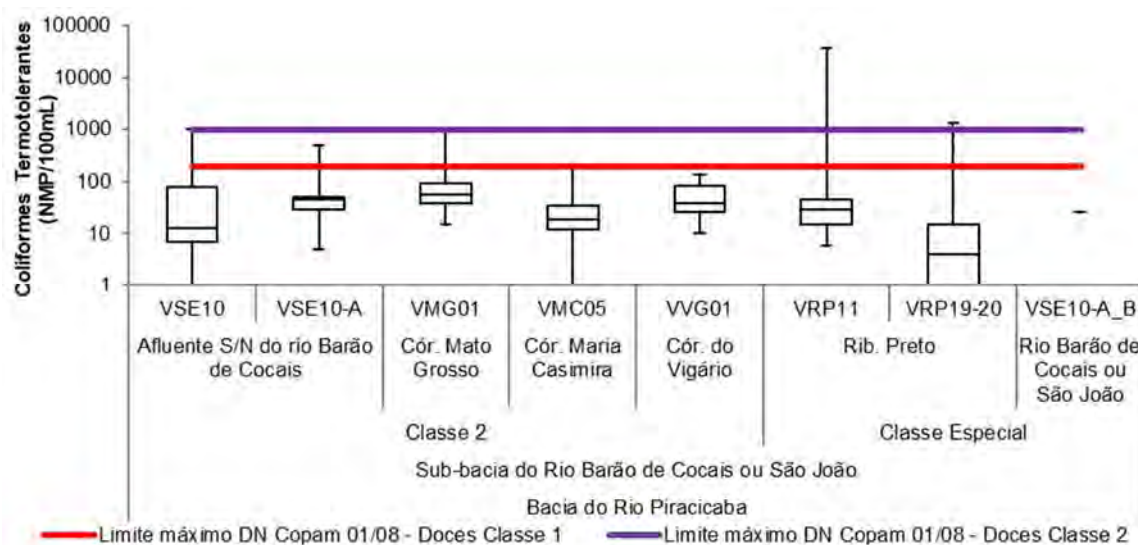 Coliformes Termotolerantes
(NMP/100mL)
100000
10000
1000
100
10
1
VSE10 VSE10-A VMG01 VMC05 VVG01 VRP11 VRP19-20 VSE10-A_B
Afluente S/N do rio Barão de Cocais
Cór. Mato Grosso
Cór. Maria Casimira
Cór. do Vigário
Rib. Preto
Rio Barão de Cocais ou São João
Classe 2 Classe Especial
Sub-bacia do Rio Barão de Cocais ou São João
Bacia do Rio Piracicaba
Limite máximo DN Copam 01/08 - Doces Classe 1 Limite máximo DN Copam 01/08 - Doces Classe 2